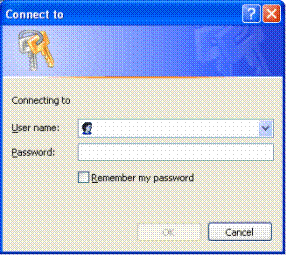 Connect to
Connecting to
User name:
Password:
Remember my password
OK
Cancel